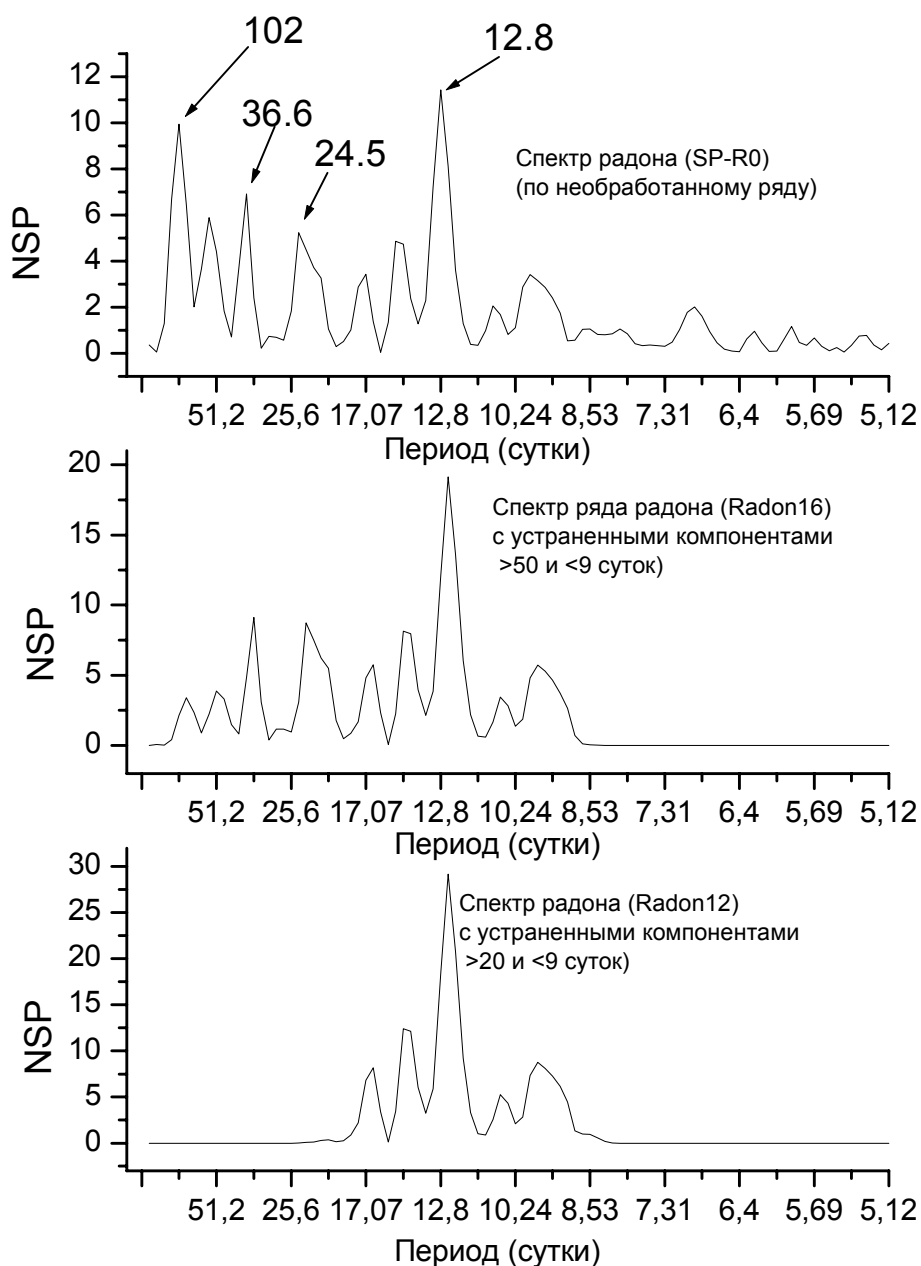 102
12.8
36.6
24.5
Спектр радона (SP-R0)
(по необработанному ряду)
NSP
12
10
8
6
4
2
0
51,2 25,6 17,07 12,8 10,24 8,53 7,31 6,4 5,69 5,12
Период (сутки)
Спектр ряда радона (Radon16)
с устраненными компонентами
>50 и <9 суток)
NSP
20
15
10
5
0
51,2 25,6 17,07 12,8 10,24 8,53 7,31 6,4 5,69 5,12
Период (сутки)
Спектр радона (Radon12)
с устраненными компонентами
>20 и <9 суток)
NSP
30
25
20
15
10
5
0
51,2 25,6 17,07 12,8 10,24 8,53 7,31 6,4 5,69 5,12
Период (сутки)